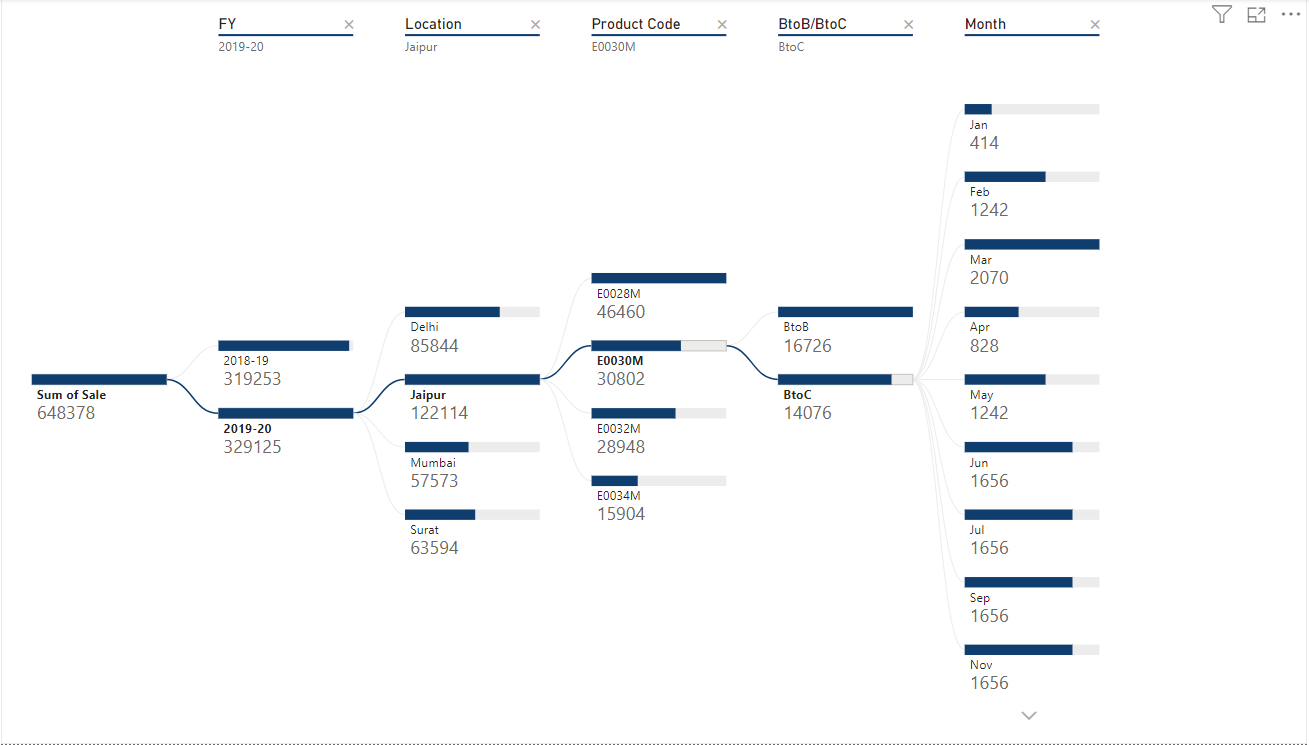 FY
2019-20
Location
Jaipur
Product Code
E0030M
BtoB/BtoC
BtoC
Month
Sum of Sale
648378
2018-19
319253
2019-20
329125
Delhi
85844
Jaipur
122114
Mumbai
57573
Surat
63594
E0028M
46460
E0030M
30802
E0032M
28948
E0034M
15904
BtoB
16726
BtoC
14076
Jan
414
Feb
1242
Mar
2070
Apr
828
May
1242
Jun
1656
Jul
1656
Sep
1656
Nov
1656